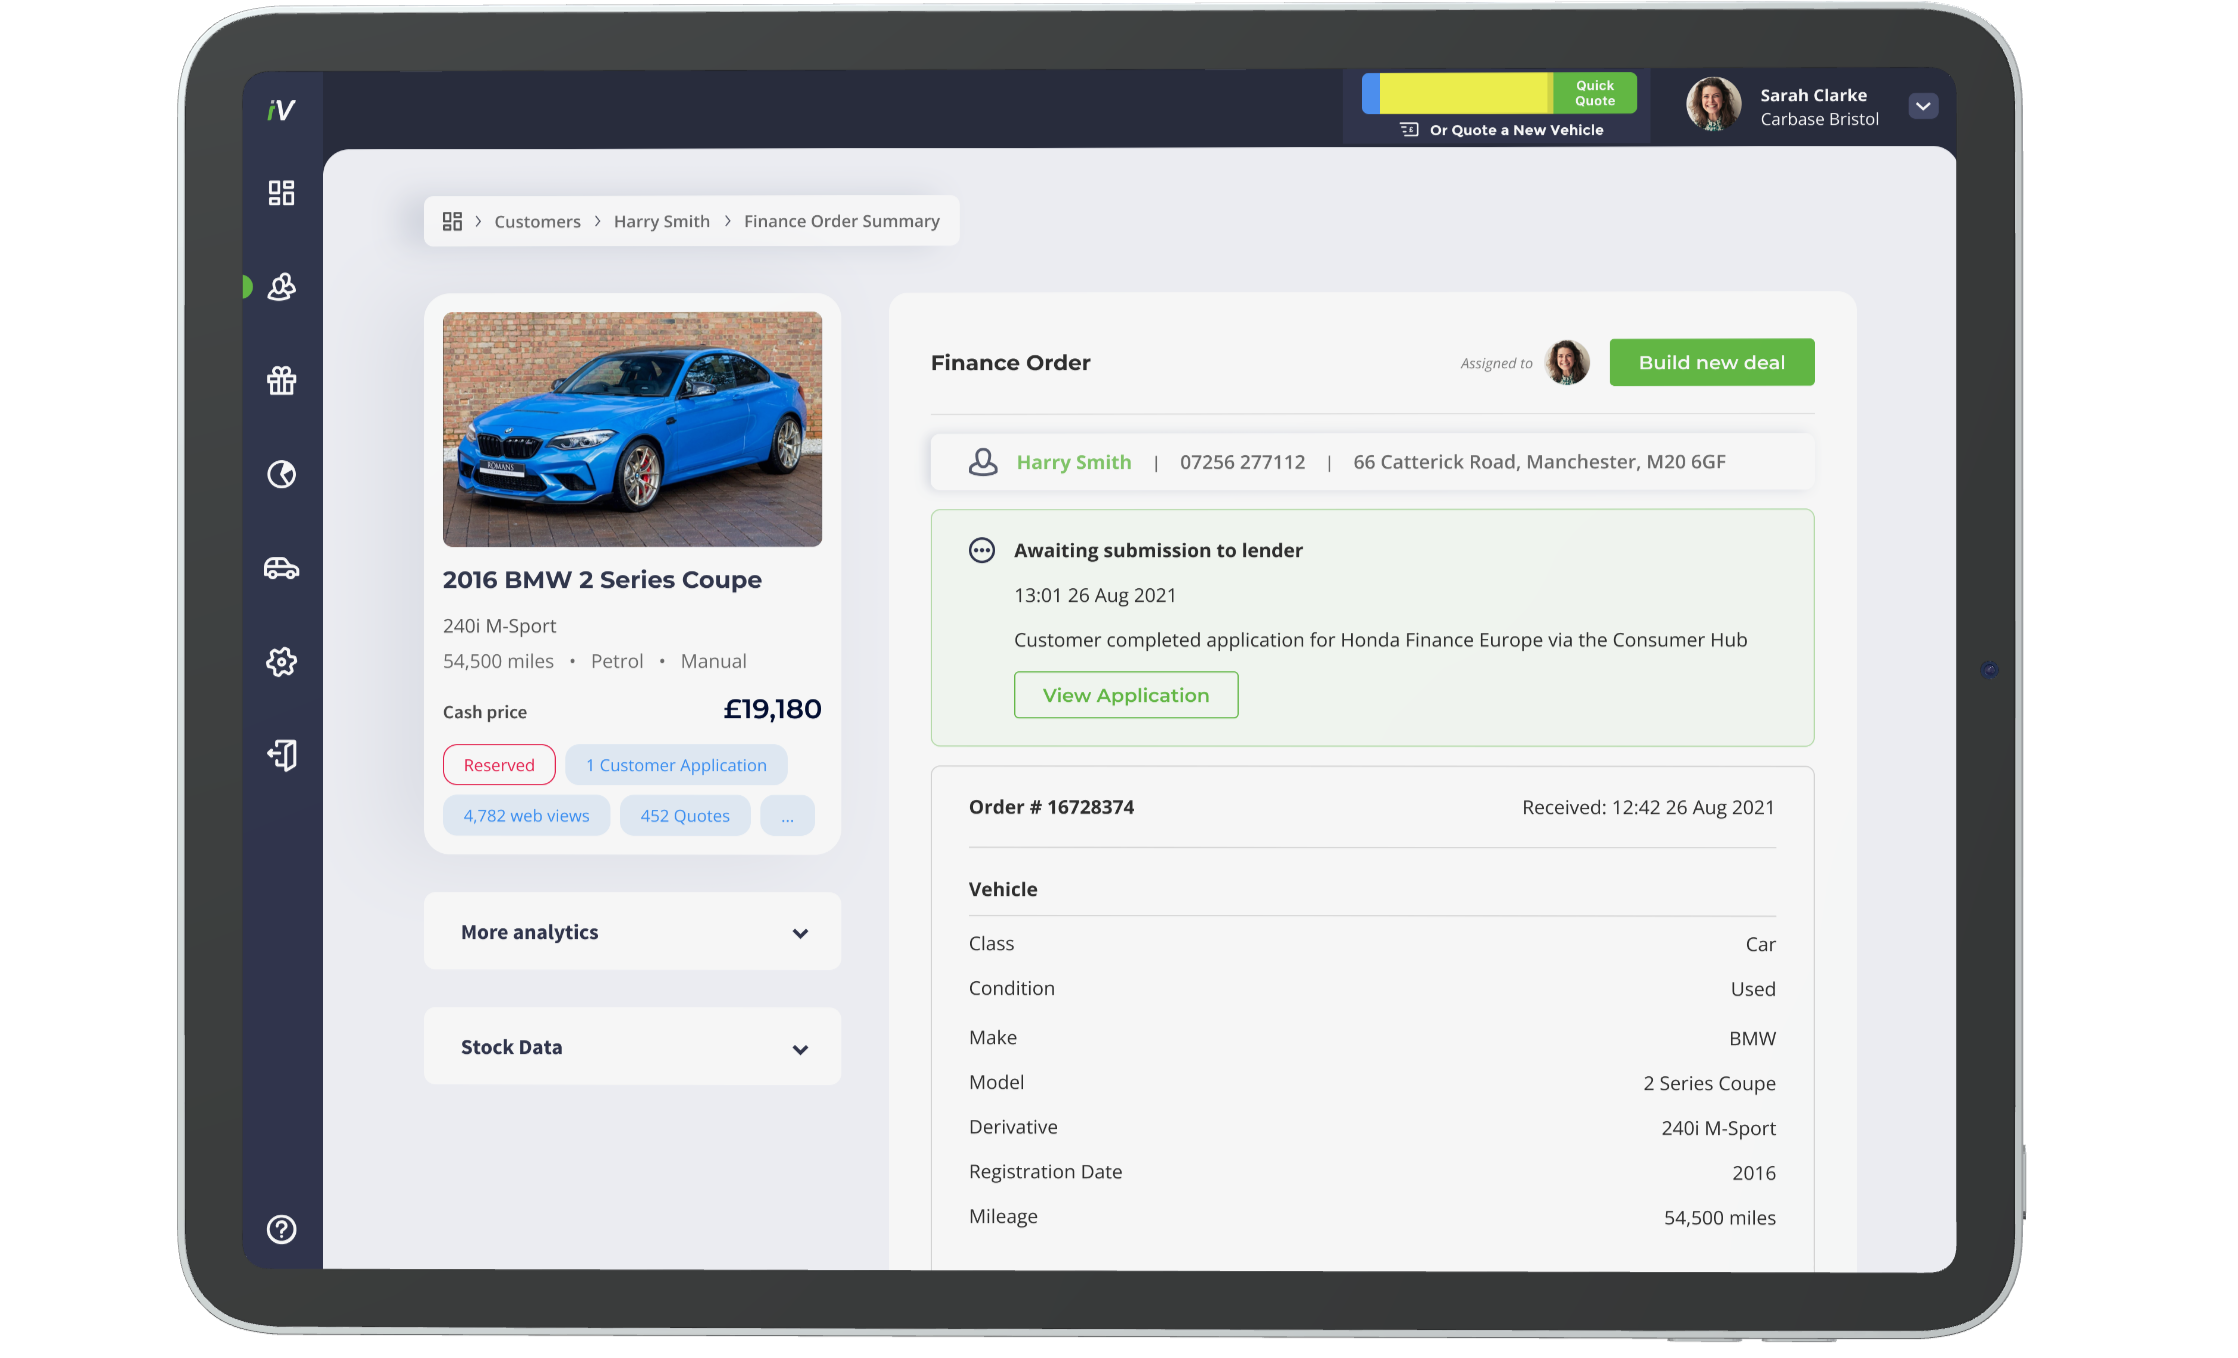 iV
Quick
Quote
Or Quote a New Vehicle
Sarah Clarke
Carbase Bristol
Customers > Harry Smith > Finance Order Summary
ROMANS
2016 BMW 2 Series Coupe
240i M-Sport
54,500 miles • Petrol • Manual
Cash price £19,180
Reserved 1 Customer Application
4,782 web views 452 Quotes ...
More analytics
Stock Data
Finance Order Assigned to Build new deal
Harry Smith | 07256 277112 | 66 Catterick Road, Manchester, M20 6GF
Awaiting submission to lender
13:01 26 Aug 2021
Customer completed application for Honda Finance Europe via the Consumer Hub
View Application
Order # 16728374 Received: 12:42 26 Aug 2021
Vehicle
Class Car
Condition Used
Make BMW
Model 2 Series Coupe
Derivative 240i M-Sport
Registration Date 2016
Mileage 54,500 miles